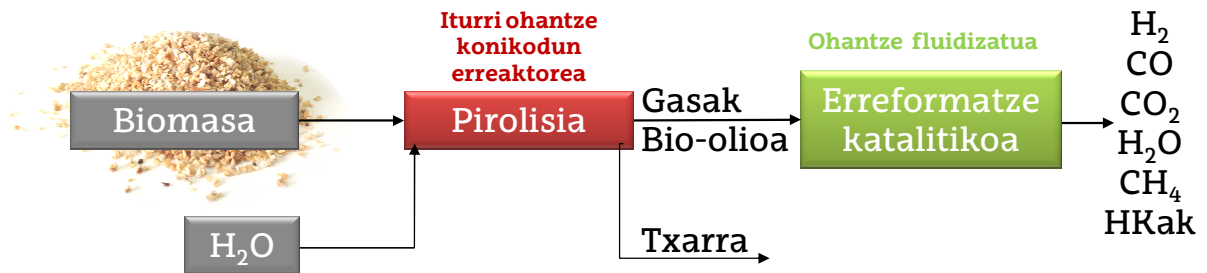 Iturri ohantze
konikodun
erreaktorea
Ohantze fluidizatua
Biomasa
Pirolisia
Gasak
Bio-olioa
Erreformatze
katalitikoa
H₂
CO
CO₂
H₂O
CH₄
HKak
H₂O
Txarra